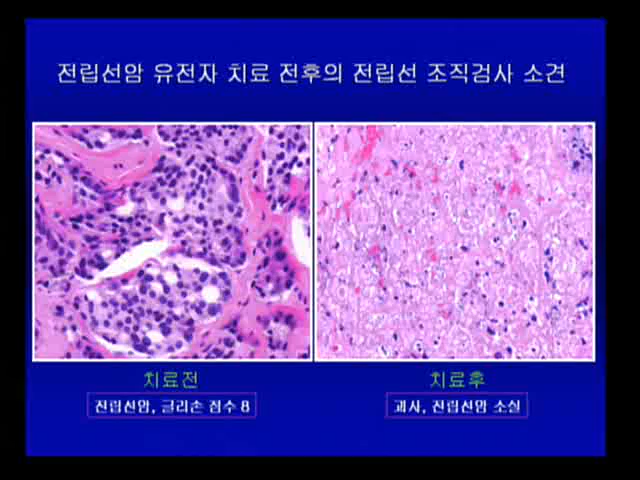 전립선암 유전자 치료 전후의 전립선 조직검사 소견
치료전
치료후
전립선암, 글리손 점수 8
괴사, 전립선암 소실